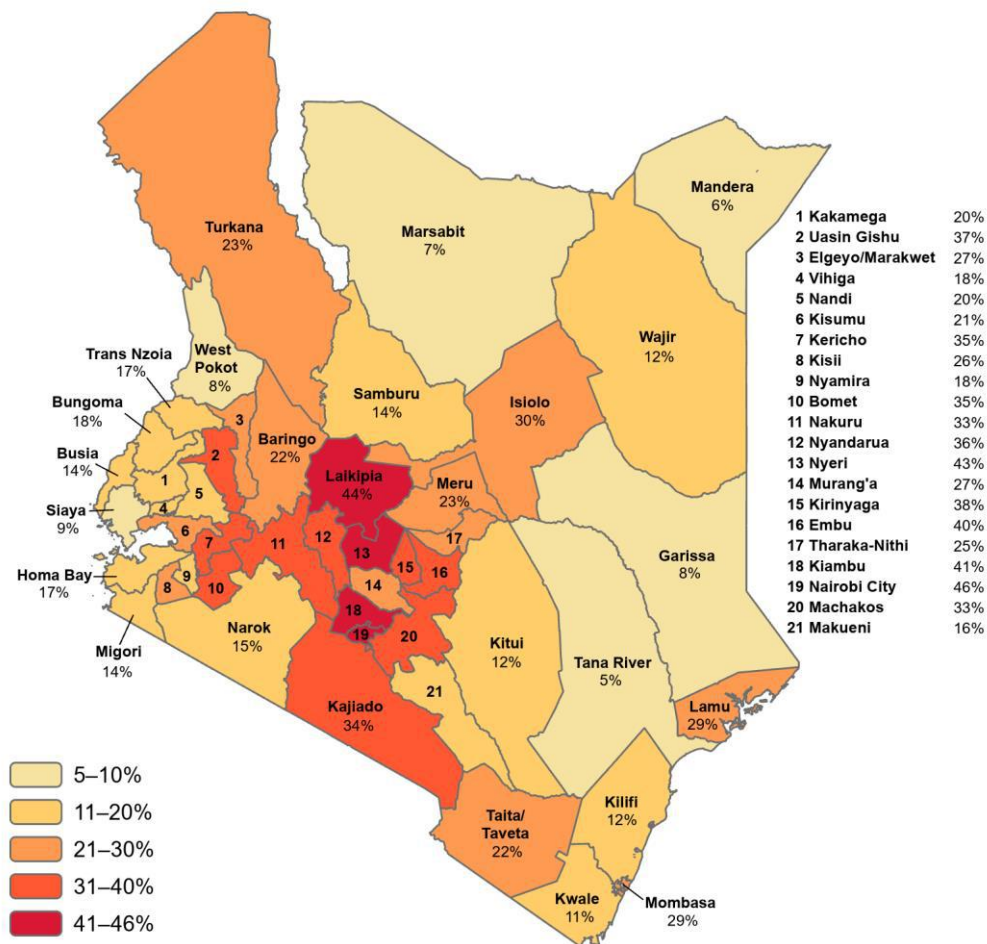 Turkana
23%
Marsabit
7%
Mandera
6%
Wajir
12%
West
Pokot
8%
Trans Nzoia
17%
Bungoma
18%
Busia
14%
Siaya
9%
Homa Bay
17%
Migori
14%
Samburu
14%
Isiolo
30%
Baringo
22%
Laikipia
44%
Meru
23%
Garissa
8%
Narok
15%
Kajiado
34%
Kitui
12%
Tana River
5%
Lamu
29%
Taita/
Taveta
22%
Kilifi
12%
Kwale
11%
Mombasa
29%
3
2
1
5
4
6
7
8
9
10
11
12
13
14
15
16
17
18
19
20
21
1 Kakamega 20%
2 Uasin Gishu 37%
3 Elgeyo/Marakwet 27%
4 Vihiga 18%
5 Nandi 20%
6 Kisumu 21%
7 Kericho 35%
8 Kisii 26%
9 Nyamira 18%
10 Bomet 35%
11 Nakuru 33%
12 Nyandarua 36%
13 Nyeri 43%
14 Murang'a 27%
15 Kirinyaga 38%
16 Embu 40%
17 Tharaka-Nithi 25%
18 Kiambu 41%
19 Nairobi City 46%
20 Machakos 33%
21 Makueni 16%
5–10%
11–20%
21–30%
31–40%
41–46%